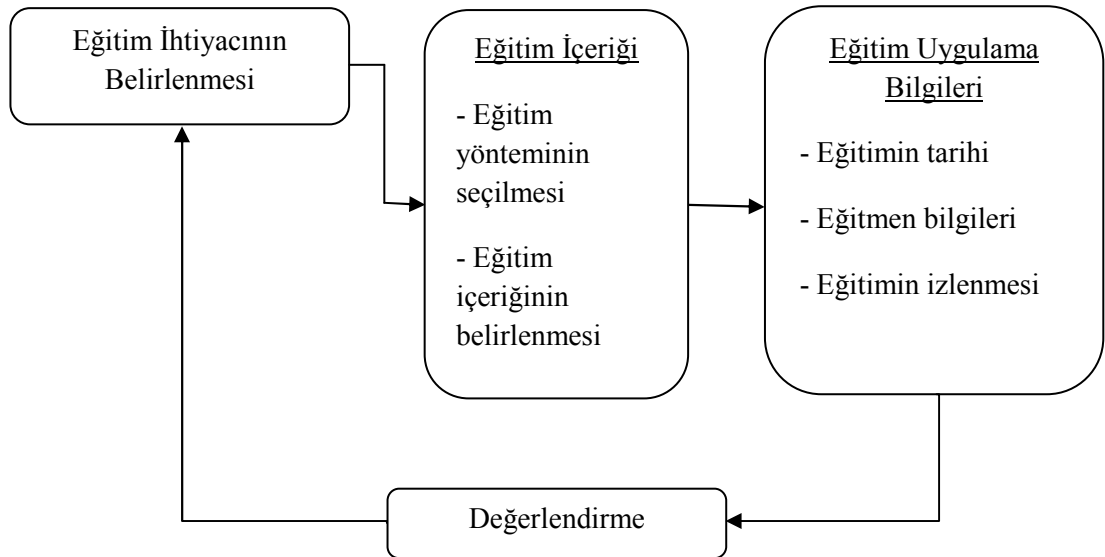 Eğitim İhtiyacının
Belirlenmesi
Eğitim İçeriği
- Eğitim
yönteminin
seçilmesi
- Eğitim
içeriğinin
belirlenmesi
Eğitim Uygulama
Bilgileri
- Eğitimin tarihi
- Eğitmen bilgileri
- Eğitimin izlenmesi
Değerlendirme